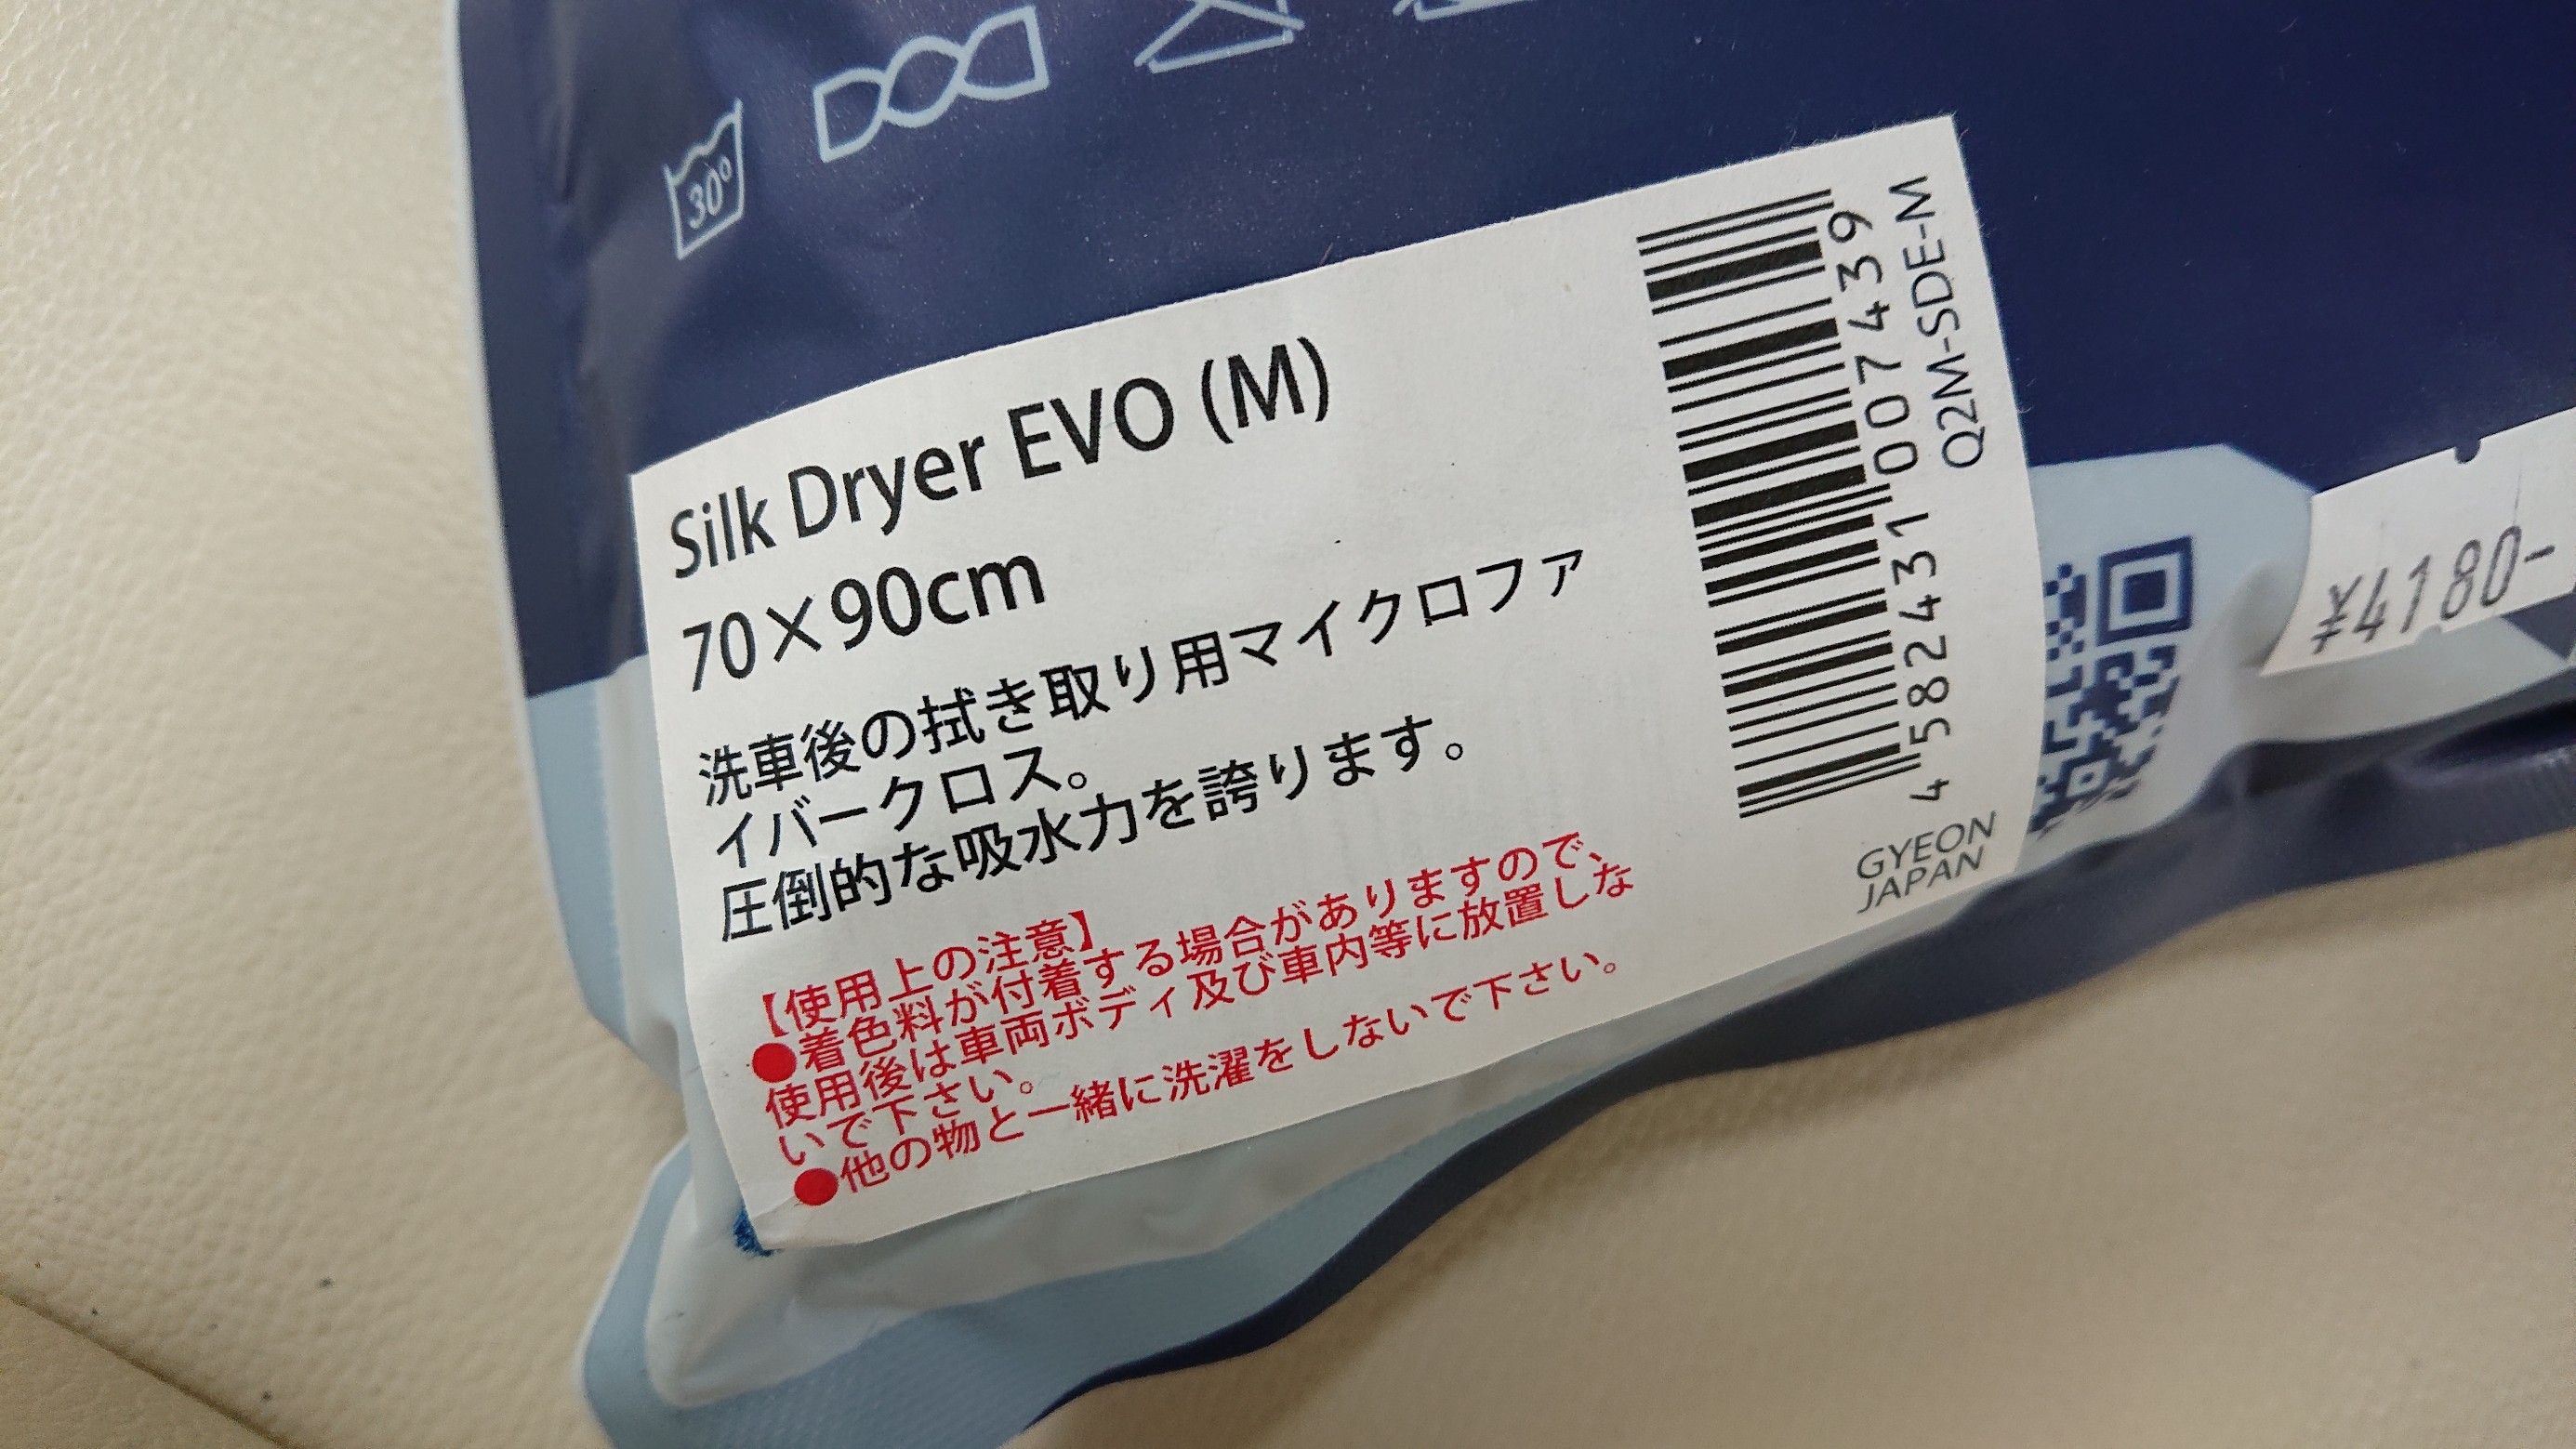 30°
Silk Dryer EVO (M)
70×90cm
洗車後の拭き取り用マイクロファ
イバークロス。
圧倒的な吸水力を誇ります。
【使用上の注意】
●着色料が付着する場合がありますので、
使用後は車両ボディ及び車内等に放置しな
いで下さい。
●他の物と一緒に洗濯をしないで下さい。
4 582431 007439
Q2M-SDE-M
GYEON
JAPAN
¥4180-